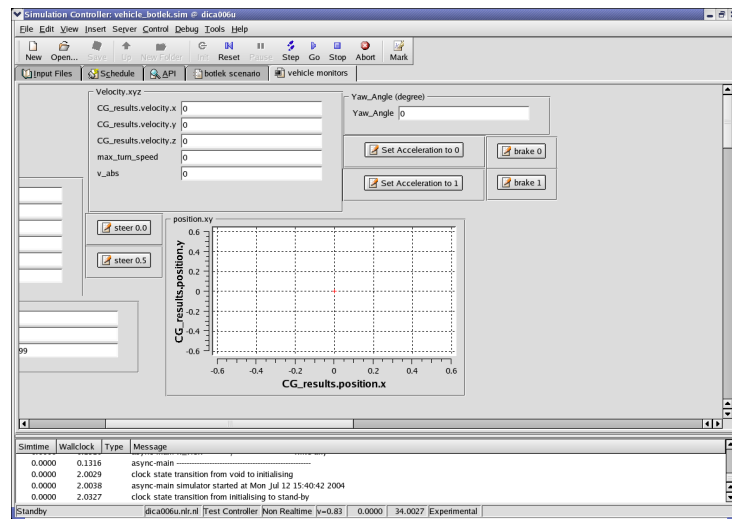 Simulation Controller: vehicle_botlek.sim @ dica006u
File Edit View Insert Server Control Debug Tools Help
New Open... Save Up New Folder Init Reset Pause Step Go Stop Abort Mark
Input Files Schedule API botlek scenario vehicle monitors
Velocity.xyz
CG_results.velocity.x 0
CG_results.velocity.y 0
CG_results.velocity.z 0
max_turn_speed 0
v_abs 0
Yaw_Angle (degree)
Yaw_Angle 0
Set Acceleration to 0 brake 0
Set Acceleration to 1 brake 1
steer 0.0
steer 0.5
99
position.xy
CG_results.position.y
0.6
0.4
0.2
0
-0.2
-0.4
-0.6
-0.6 -0.4 -0.2 0 0.2 0.4 0.6
CG_results.position.x
Simtime Wallclock Type Message
0.0000 0.1316 async-main ----------------------------------------------------
0.0000 2.0029 clock state transition from void to initialising
0.0000 2.0038 async-main simulator started at Mon Jul 12 15:40:42 2004
0.0000 2.0327 clock state transition from initialising to stand-by
Standby dica006u.nlr.nl Test Controller Non Realtime v=0.83 0.0000 34.0027 Experimental